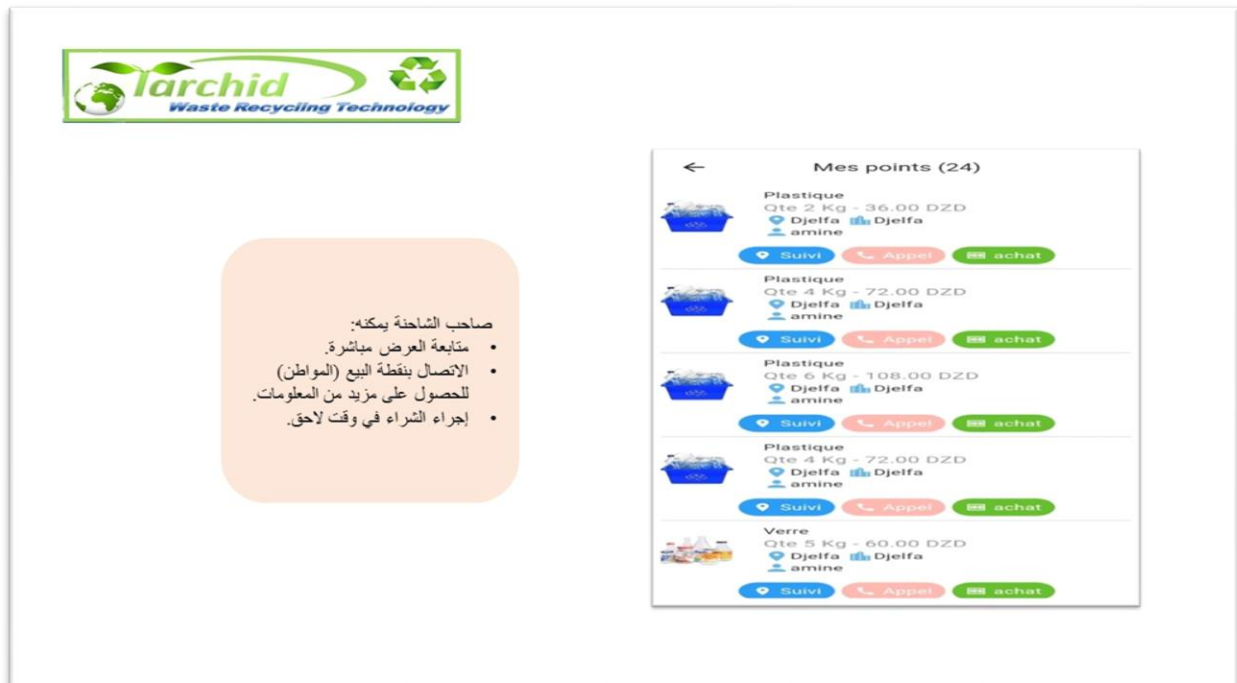 Tarchid
Waste Recycling Technology
صاحب الشاحنة يمكنه:
• متابعة العرض مباشرة.
• الاتصال بنقطة البيع (المواطن)
للحصول على مزيد من المعلومات.
• إجراء الشراء في وقت لاحق.
Mes points (24)
Plastique
Qte 2 Kg - 36.00 DZD
Djelfa Djelfa
amine
Suivi Appel achat
Plastique
Qte 4 Kg - 72.00 DZD
Djelfa Djelfa
amine
Suivi Appel achat
Plastique
Qte 6 Kg - 108.00 DZD
Djelfa Djelfa
amine
Suivi Appel achat
Plastique
Qte 4 Kg - 72.00 DZD
Djelfa Djelfa
amine
Suivi Appel achat
Verre
Qte 5 Kg - 60.00 DZD
Djelfa Djelfa
amine
Suivi Appel achat